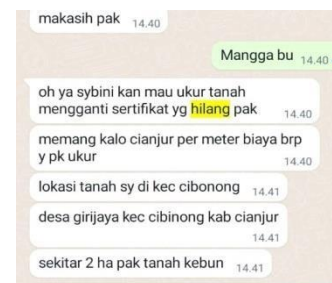 makasih pak 14.40
Mangga bu 14.40
oh ya sybini kan mau ukur tanah
mengganti sertifikat yg hilang pak 14.40
memang kalo cianjur per meter biaya brp
y pk ukur 14.40
lokasi tanah sy di kec cibonong 14.41
desa girijaya kec cibinong kab cianjur
14.41
sekitar 2 ha pak tanah kebun 14.41